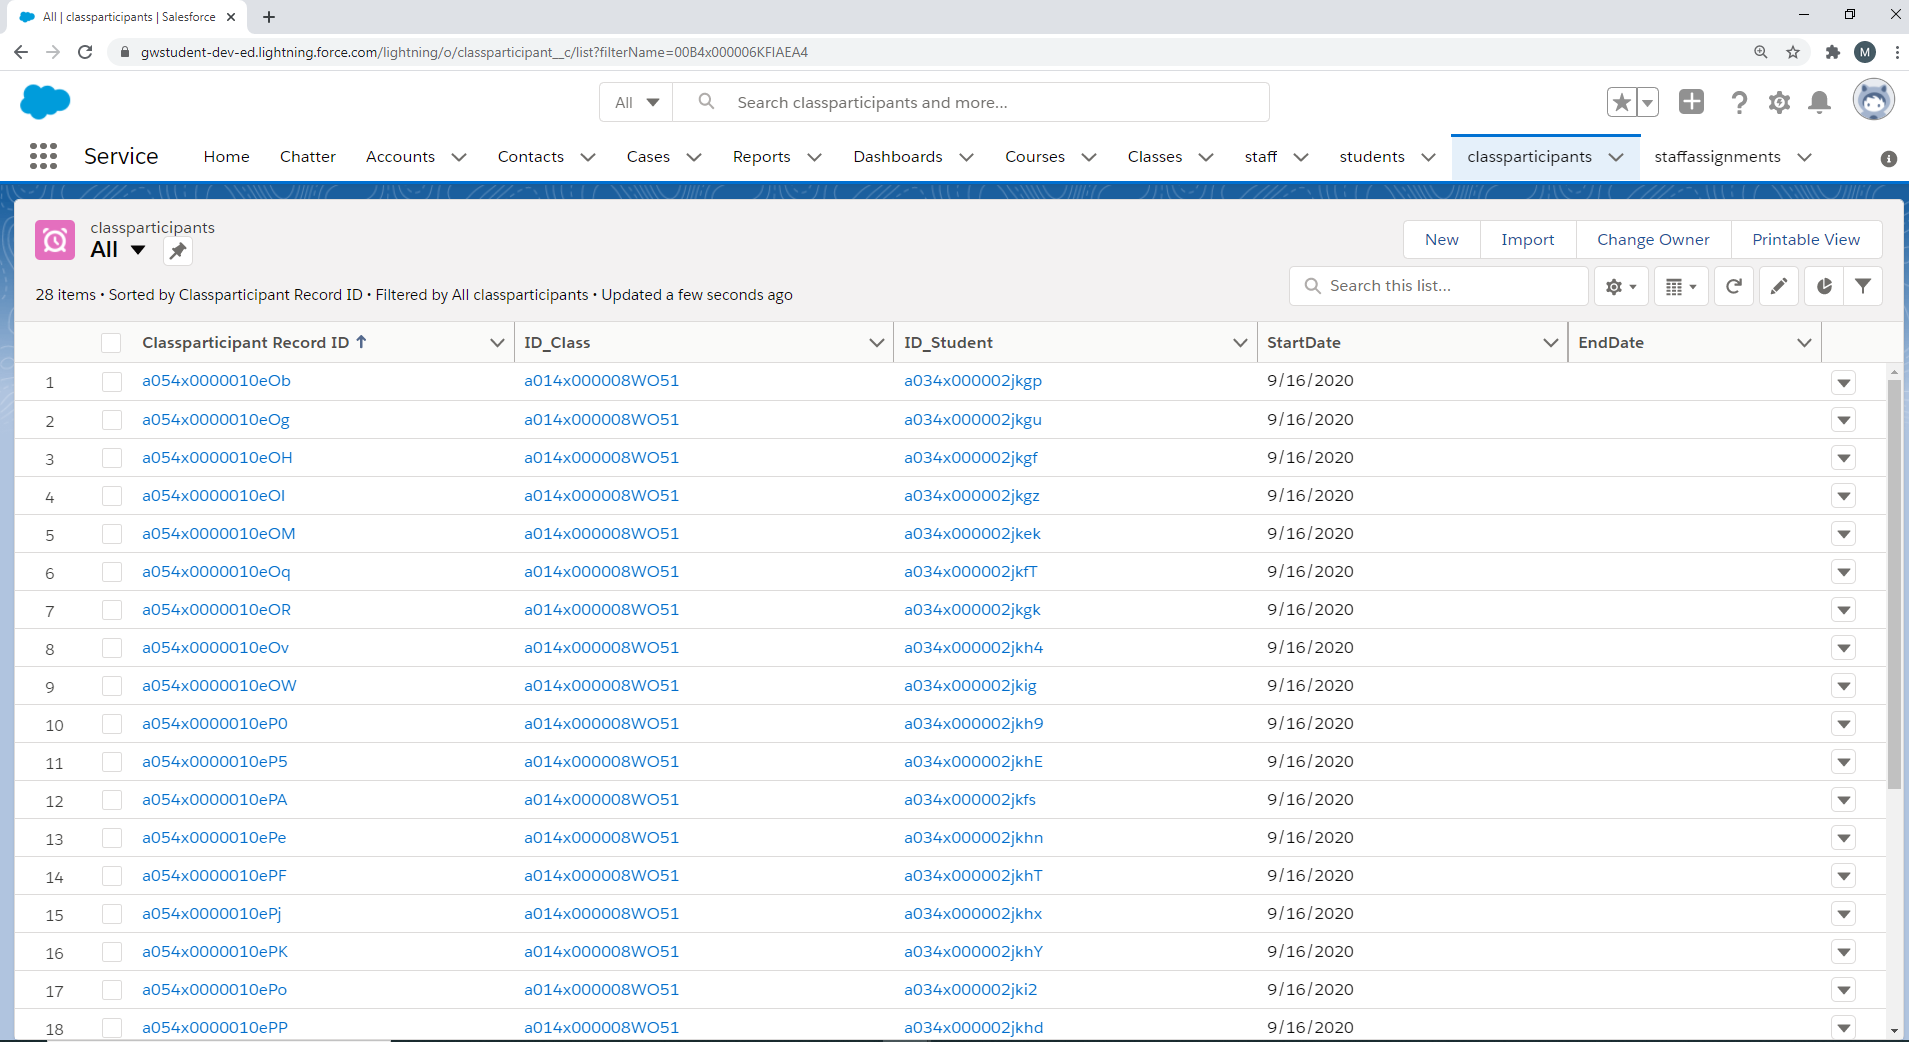 All | classparticipants | Salesforce
gwstudent-dev-ed.lightning.force.com/lightning/o/classparticipant__c/list?filterName=00B4x000006KFIAEA4
M
All Search classparticipants and more...
Service Home Chatter Accounts Contacts Cases Reports Dashboards Courses Classes staff students classparticipants staffassignments
classparticipants
All
New Import Change Owner Printable View
28 items • Sorted by Classparticipant Record ID • Filtered by All classparticipants • Updated a few seconds ago
Search this list...
Classparticipant Record ID ID_Class ID_Student StartDate EndDate
1 a054x0000010eOb a014x000008WO51 a034x000002jkgp 9/16/2020
2 a054x0000010eOg a014x000008WO51 a034x000002jkgu 9/16/2020
3 a054x0000010eOH a014x000008WO51 a034x000002jkgf 9/16/2020
4 a054x0000010eOl a014x000008WO51 a034x000002jkgz 9/16/2020
5 a054x0000010eOM a014x000008WO51 a034x000002jkek 9/16/2020
6 a054x0000010eOq a014x000008WO51 a034x000002jkfT 9/16/2020
7 a054x0000010eOR a014x000008WO51 a034x000002jkgk 9/16/2020
8 a054x0000010eOv a014x000008WO51 a034x000002jkh4 9/16/2020
9 a054x0000010eOW a014x000008WO51 a034x000002jkig 9/16/2020
10 a054x0000010eP0 a014x000008WO51 a034x000002jkh9 9/16/2020
11 a054x0000010eP5 a014x000008WO51 a034x000002jkhE 9/16/2020
12 a054x0000010ePA a014x000008WO51 a034x000002jkfs 9/16/2020
13 a054x0000010ePe a014x000008WO51 a034x000002jkhn 9/16/2020
14 a054x0000010ePF a014x000008WO51 a034x000002jkhT 9/16/2020
15 a054x0000010ePj a014x000008WO51 a034x000002jkhx 9/16/2020
16 a054x0000010ePK a014x000008WO51 a034x000002jkhY 9/16/2020
17 a054x0000010ePo a014x000008WO51 a034x000002jki2 9/16/2020
18 a054x0000010ePP a014x000008WO51 a034x000002jkhd 9/16/2020